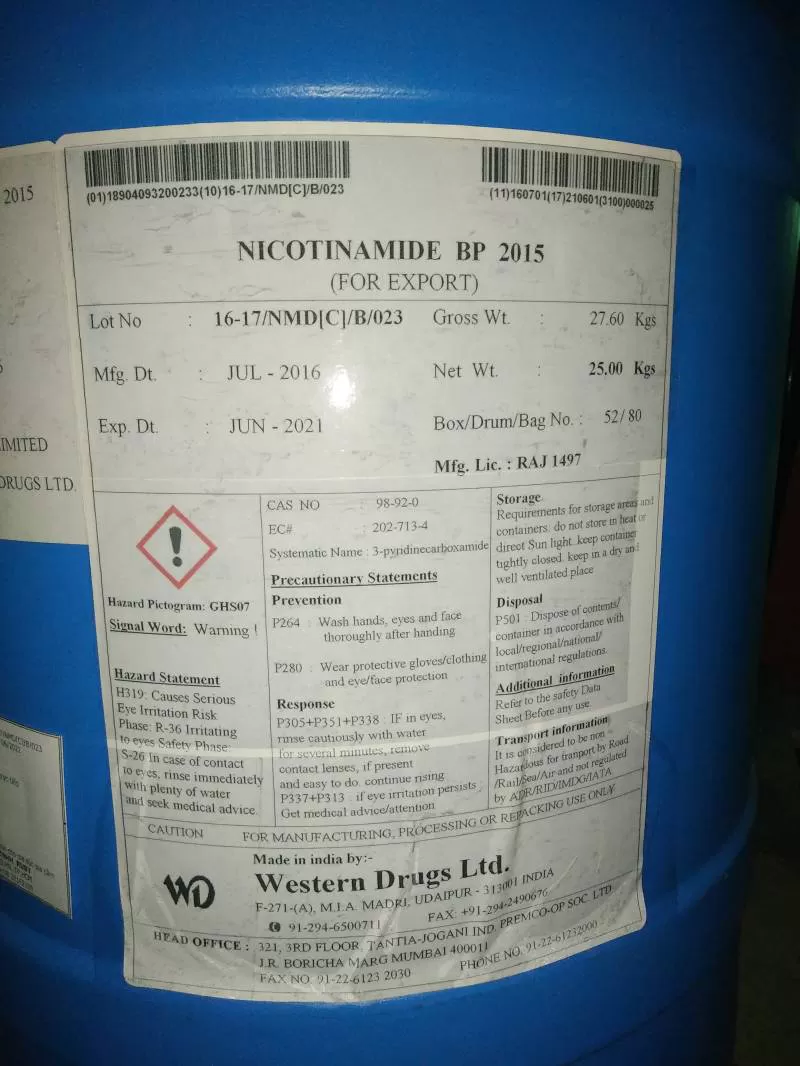 2015
IMITED
DRUGS LTD.
(01)18904093200233(10)16-17/NMD[C]/B/023
(11)160701(17)210601(3100)000025
NICOTINAMIDE BP 2015
(FOR EXPORT)
Lot No : 16-17/NMD[C]/B/023
Gross Wt. : 27.60 Kgs
Mfg. Dt. : JUL - 2016
Net Wt. : 25.00 Kgs
Exp. Dt. : JUN - 2021
Box/Drum/Bag No. : 52/80
Mfg. Lic. : RAJ 1497
Hazard Pictogram: GHS07
Signal Word: Warning !
Hazard Statement
H319: Causes Serious
Eye Irritation Risk
Phase: R-36 Irritating
to eyes Safety Phase:
S-26 In case of contact
to eyes, rinse immediately
with plenty of water
and seek medical advice.
CAS NO : 98-92-0
EC# : 202-713-4
Systematic Name : 3-pyridinecarboxamide
Precautionary Statements
Prevention
P264 : Wash hands, eyes and face
thoroughly after handing
P280 : Wear protective gloves/clothing
and eye/face protection
Response
P305+P351+P338 : IF in eyes,
rinse cautiously with water
for several minutes, remove
contact lenses, if present
and easy to do. continue rising
P337+P313 : if eye irritation persists
Get medical advice/attention
Storage
Requirements for storage areas and
containers: do not store in heat or
direct Sun light. keep container
tightly closed. keep in a dry and
well ventilated place
Disposal
P501 : Dispose of contents/
container in accordance with
local/regional/national/
international regulations.
Additional information
Refer to the safety Data
Sheet Before any use.
Transport information
It is considered to be non
Hazadous for tranport by Road
/Rail/Sea/Air and not regulated
by ADR/RID/IMDG/IATA
CAUTION FOR MANUFACTURING, PROCESSING OR REPACKING USE ONLY
WD
Made in india by:-
Western Drugs Ltd.
F-271-(A), M.I.A. MADRI, UDAIPUR - 313001 INDIA
91-294-6500711 FAX: +91-294-2490676
HEAD OFFICE : 321, 3RD FLOOR, TANTIA-JOGANI IND. PREMCO-OP SOC. LTD.
J.R. BORICHA MARG MUMBAI 400011
FAX NO. 91-22-6123 2030 PHONE NO. 91-22-61232000